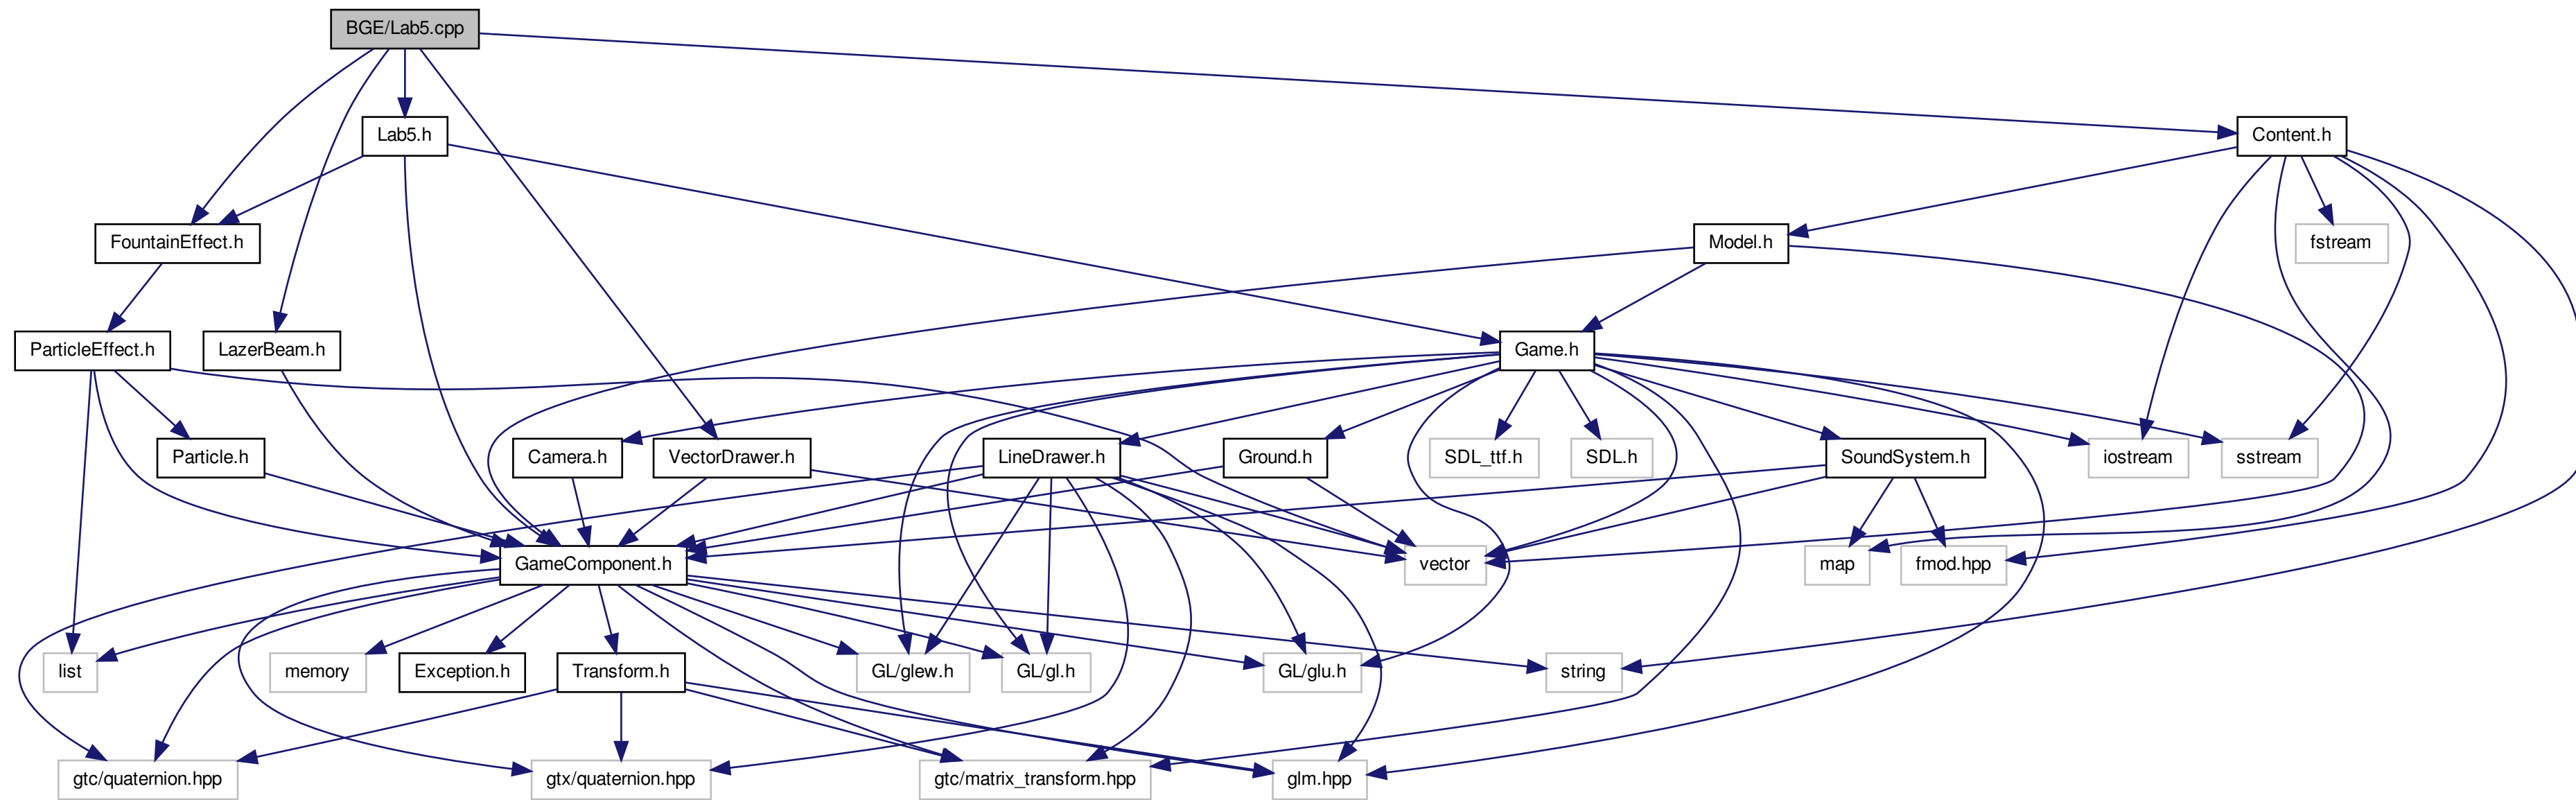 BGE/Lab5.cpp
Lab5.h
Content.h
FountainEffect.h
Model.h
fstream
ParticleEffect.h
LazerBeam.h
Game.h
Particle.h
Camera.h
VectorDrawer.h
LineDrawer.h
Ground.h
SDL_ttf.h
SDL.h
SoundSystem.h
iostream
sstream
GameComponent.h
vector
map
fmod.hpp
list
memory
Exception.h
Transform.h
GL/glew.h
GL/gl.h
GL/glu.h
string
gtc/quaternion.hpp
gtx/quaternion.hpp
gtc/matrix_transform.hpp
glm.hpp